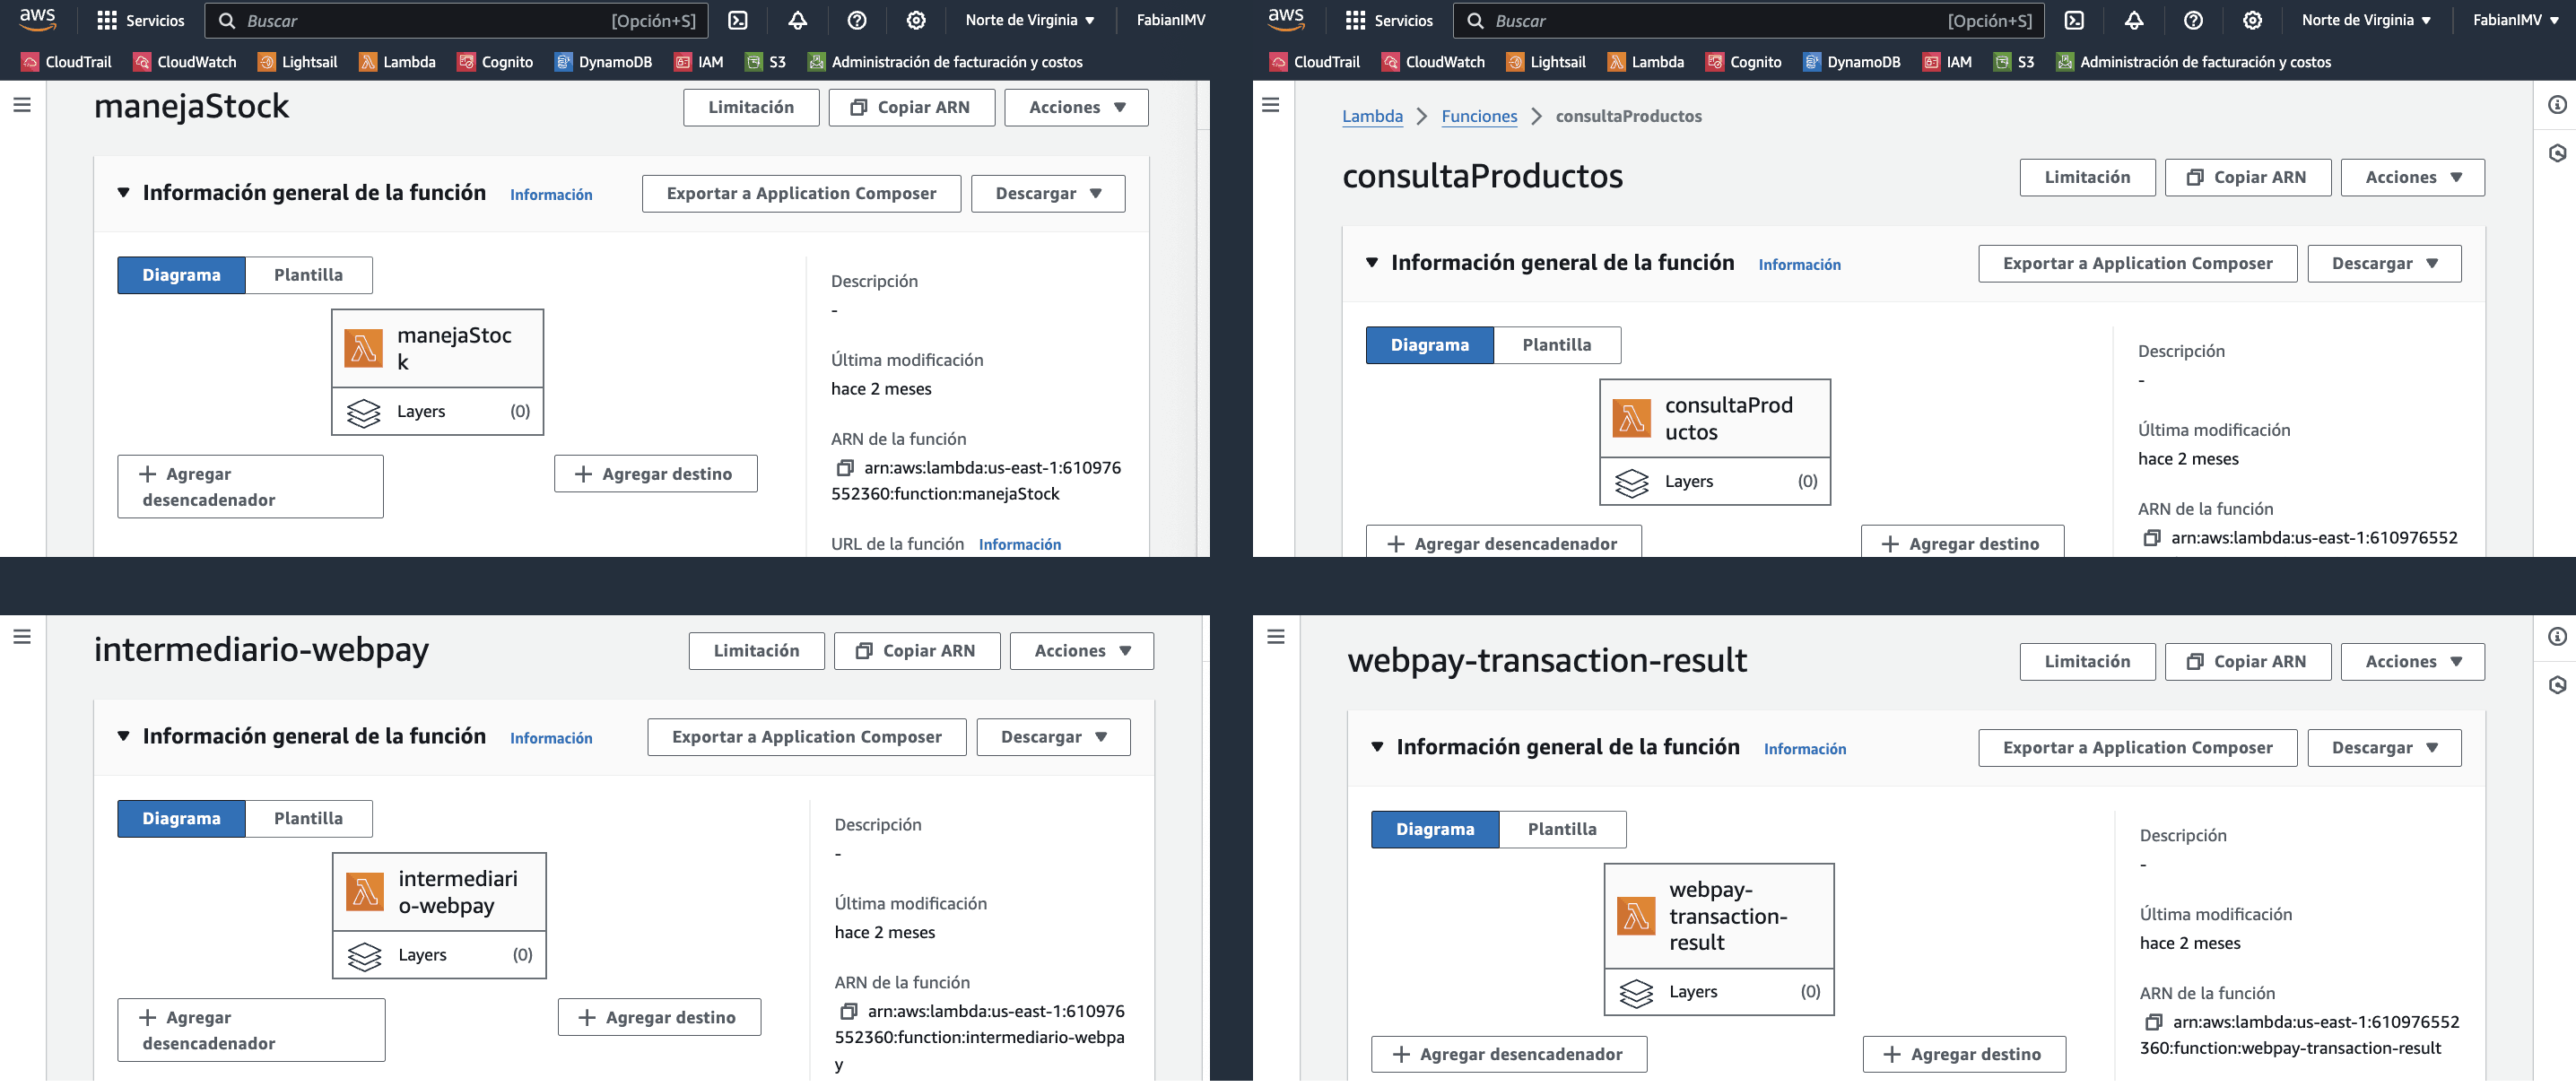 aws
Servicios
Buscar
[Opción+S]
Norte de Virginia
FabianIMV
CloudTrail
CloudWatch
Lightsail
Lambda
Cognito
DynamoDB
IAM
S3
Administración de facturación y costos
manejaStock
Limitación
Copiar ARN
Acciones
Información general de la función
Información
Exportar a Application Composer
Descargar
Diagrama
Plantilla
manejaStoc
k
Layers
(0)
Agregar
desencadenador
Agregar destino
Descripción
-
Última modificación
hace 2 meses
ARN de la función
arn:aws:lambda:us-east-1:610976
552360:function:manejaStock
URL de la función
Información
aws
Servicios
Buscar
[Opción+S]
Norte de Virginia
FabianIMV
CloudTrail
CloudWatch
Lightsail
Lambda
Cognito
DynamoDB
IAM
S3
Administración de facturación y costos
Lambda
Funciones
consultaProductos
consultaProductos
Limitación
Copiar ARN
Acciones
Información general de la función
Información
Exportar a Application Composer
Descargar
Diagrama
Plantilla
consultaProd
uctos
Layers
(0)
Agregar desencadenador
Agregar destino
Descripción
-
Última modificación
hace 2 meses
ARN de la función
arn:aws:lambda:us-east-1:610976552
intermediario-webpay
Limitación
Copiar ARN
Acciones
Información general de la función
Información
Exportar a Application Composer
Descargar
Diagrama
Plantilla
intermediari
o-webpay
Layers
(0)
Agregar
desencadenador
Agregar destino
Descripción
-
Última modificación
hace 2 meses
ARN de la función
arn:aws:lambda:us-east-1:610976
552360:function:intermediario-webpa
y
webpay-transaction-result
Limitación
Copiar ARN
Acciones
Información general de la función
Información
Exportar a Application Composer
Descargar
Diagrama
Plantilla
webpay-
transaction-
result
Layers
(0)
Agregar desencadenador
Agregar destino
Descripción
-
Última modificación
hace 2 meses
ARN de la función
arn:aws:lambda:us-east-1:610976552
360:function:webpay-transaction-result